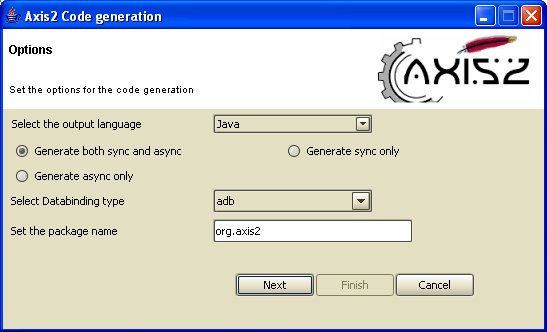 Axis2 Code generation
Options
AXIS2
Set the options for the code generation
Select the output language Java
Generate both sync and async Generate sync only
Generate async only
Select Databinding type adb
Set the package name org.axis2
Next Finish Cancel